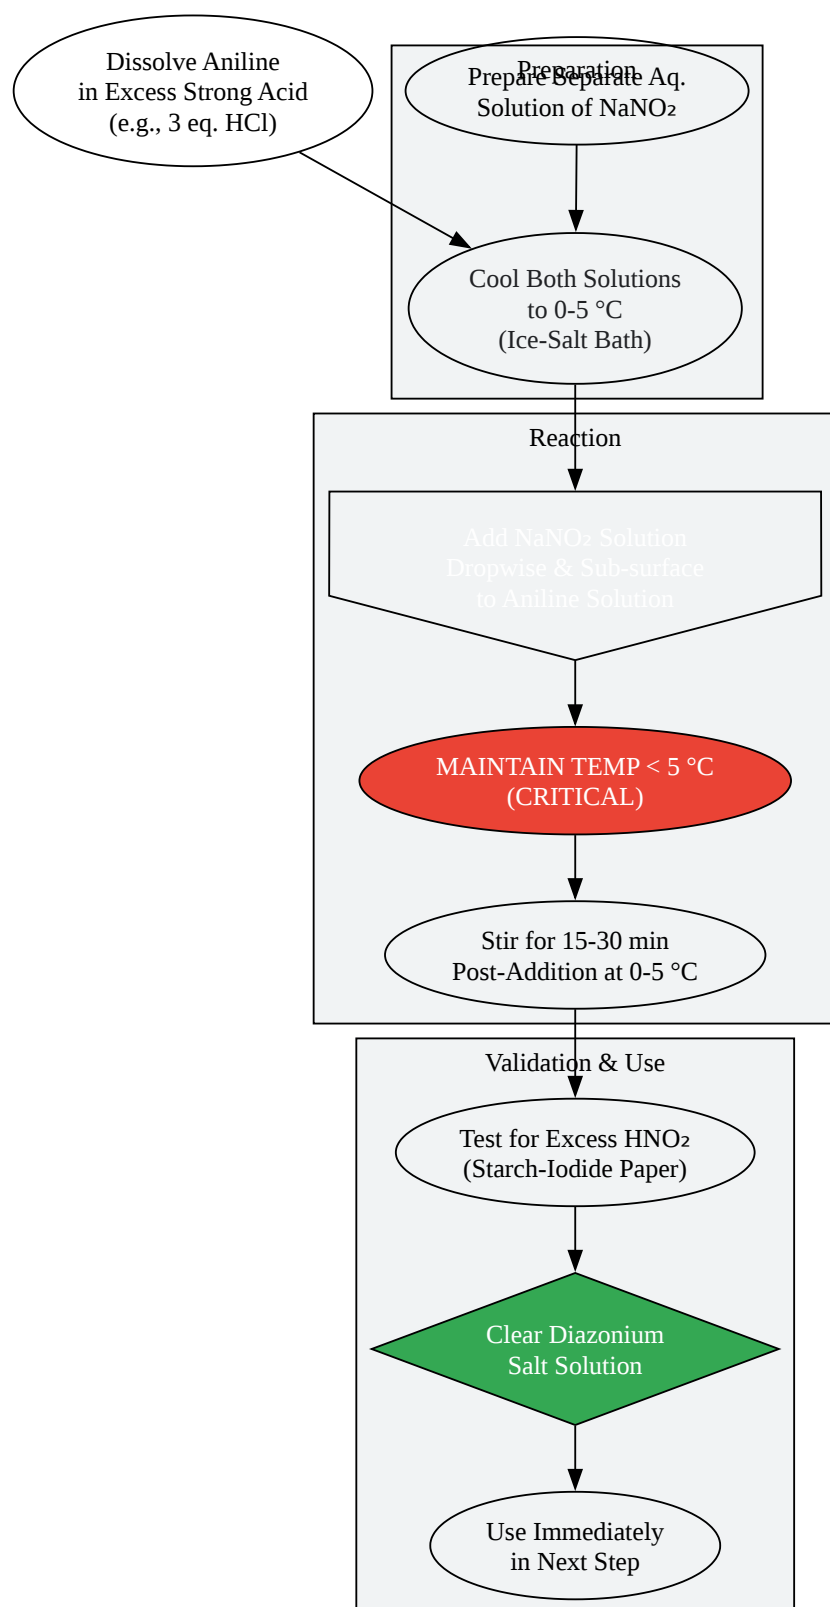 Dissolve Aniline
in Excess Strong Acid
(e.g., 3 eq. HCl)
Preparation
Prepare Separate Aq.
Solution of NaNO₂
Cool Both Solutions
to 0-5 °C
(Ice-Salt Bath)
Reaction
Add NaNO₂ Solution
Dropwise & Sub-surface
to Aniline Solution
MAINTAIN TEMP < 5 °C
(CRITICAL)
Stir for 15-30 min
Post-Addition at 0-5 °C
Validation & Use
Test for Excess HNO₂
(Starch-Iodide Paper)
Clear Diazonium
Salt Solution
Use Immediately
in Next Step